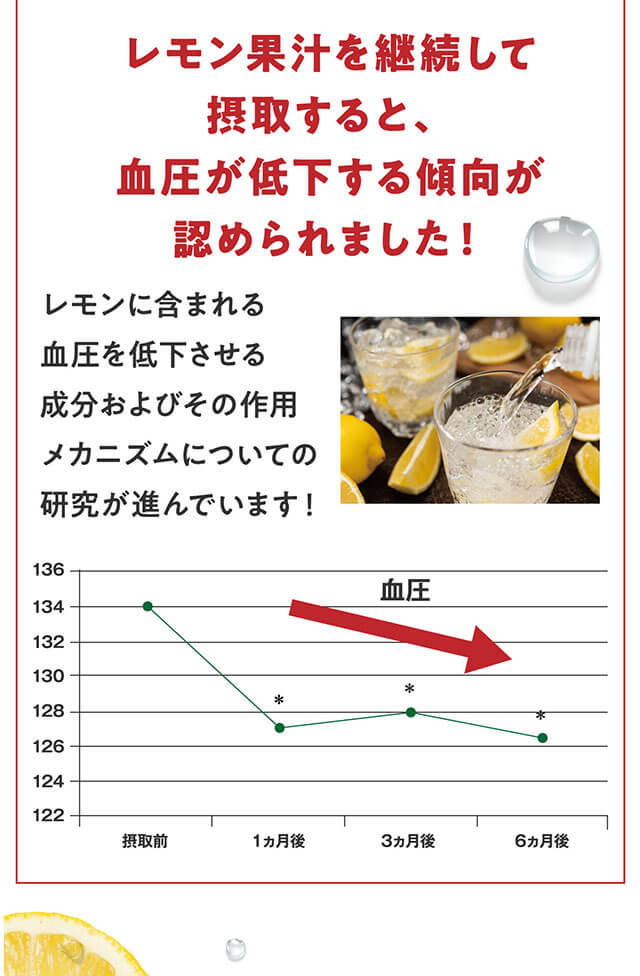 レモン果汁を継続して
摂取すると、
血圧が低下する傾向が
認められました！
レモンに含まれる
血圧を低下させる
成分およびその作用
メカニズムについての
研究が進んでいます！
136
134
132
130
128
126
124
122
血圧
*
*
*
摂取前
1ヵ月後
3ヵ月後
6ヵ月後